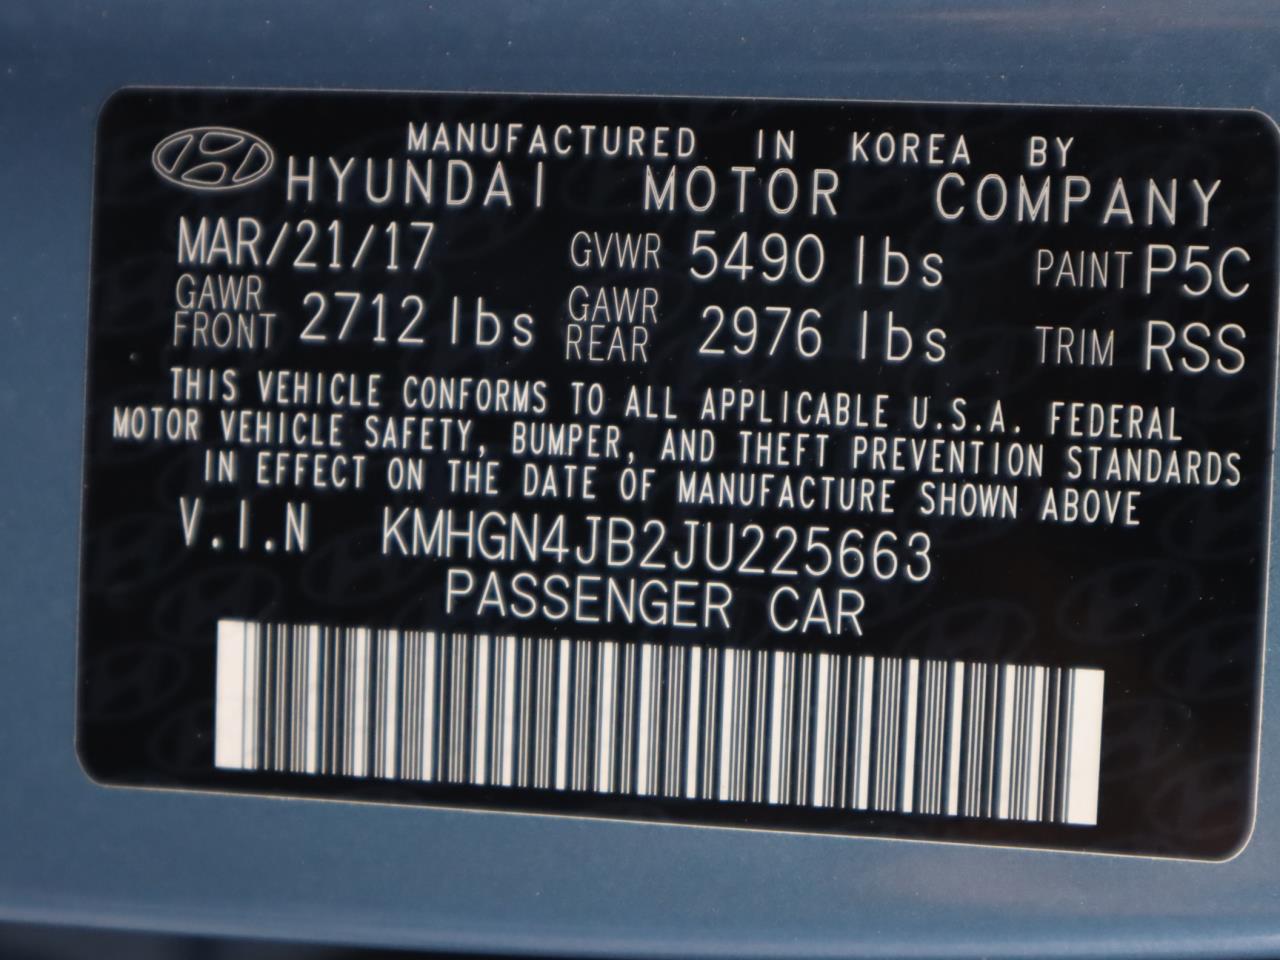 MANUFACTURED IN KOREA BY
HYUNDAI MOTOR COMPANY
MAR/21/17 GVWR 5490 lbs PAINT P5C
GAWR FRONT 2712 lbs GAWR REAR 2976 lbs TRIM RSS
THIS VEHICLE CONFORMS TO ALL APPLICABLE U.S.A. FEDERAL
MOTOR VEHICLE SAFETY, BUMPER, AND THEFT PREVENTION STANDARDS
IN EFFECT ON THE DATE OF MANUFACTURE SHOWN ABOVE
V.I.N KMHGN4JB2JU225663
PASSENGER CAR